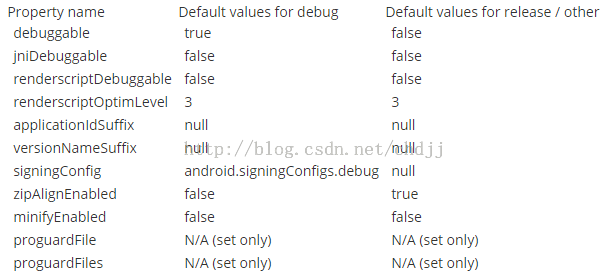 Property name Default values for debug Default values for release / other
debuggable true false
jniDebuggable false false
renderscriptDebuggable false false
renderscriptOptimLevel 3 3
applicationIdSuffix null null
versionNameSuffix null null
http://blog.csdn.net/chdjj
signingConfig android.signingConfigs.debug null
zipAlignEnabled false true
minifyEnabled false false
proguardFile N/A (set only) N/A (set only)
proguardFiles N/A (set only) N/A (set only)